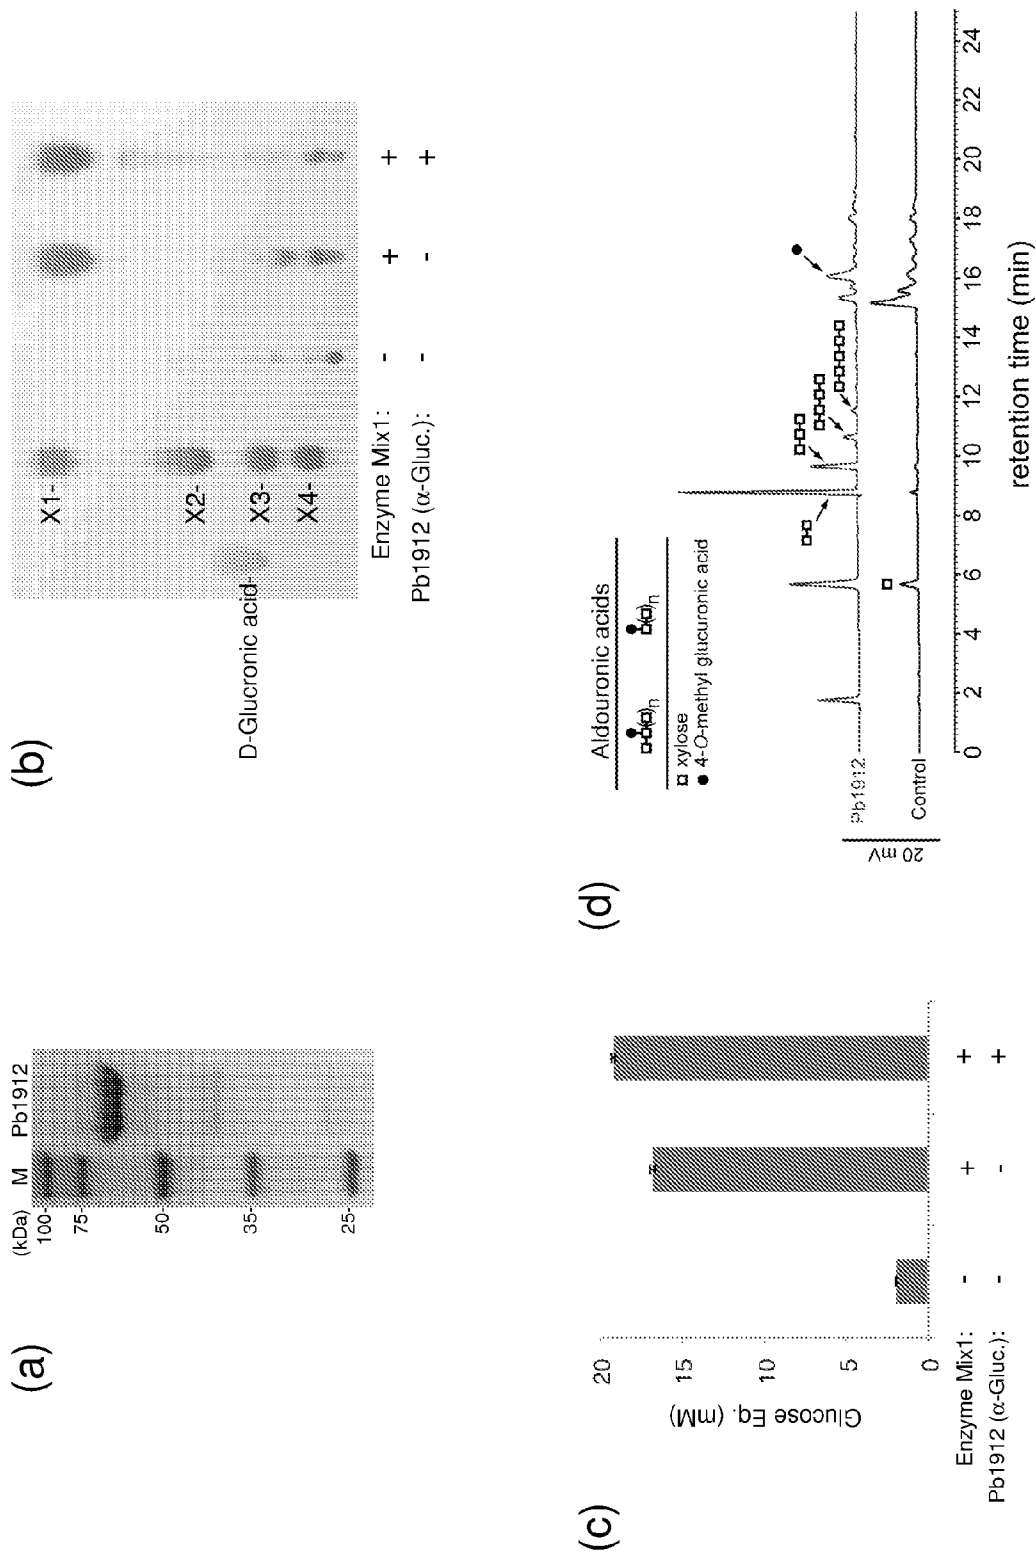 (a)
(kDa) M Pb1912
100-
75-
50-
35-
25-
(b)
X1-
X2-
D-Glucronic acid-
X3-
X4-
Enzyme Mix1: - + +
Pb1912 (α-Gluc.): - - +
(c)
20
15
10
5
0
Glucose Eq. (mM)
Enzyme Mix1: - + +
Pb1912 (α-Gluc.): - - +
(d)
Aldouronic acids
( )n ( )n
xylose
4-O-methyl glucuronic acid
Pb1912
Control
20 mV
0 2 4 6 8 10 12 14 16 18 20 22 24
retention time (min)